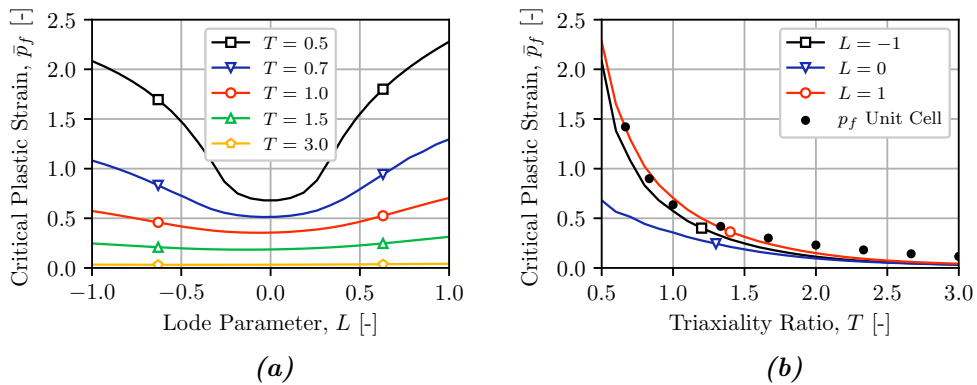 Critical Plastic Strain, p̄_f [-]
2.5
2.0
1.5
1.0
0.5
0.0
−1.0 −0.5 0.0 0.5 1.0
Lode Parameter, L [-]
T = 0.5
T = 0.7
T = 1.0
T = 1.5
T = 3.0
(a)
Critical Plastic Strain, p̄_f [-]
2.5
2.0
1.5
1.0
0.5
0.0
0.5 1.0 1.5 2.0 2.5 3.0
Triaxiality Ratio, T [-]
L = −1
L = 0
L = 1
p_f Unit Cell
(b)